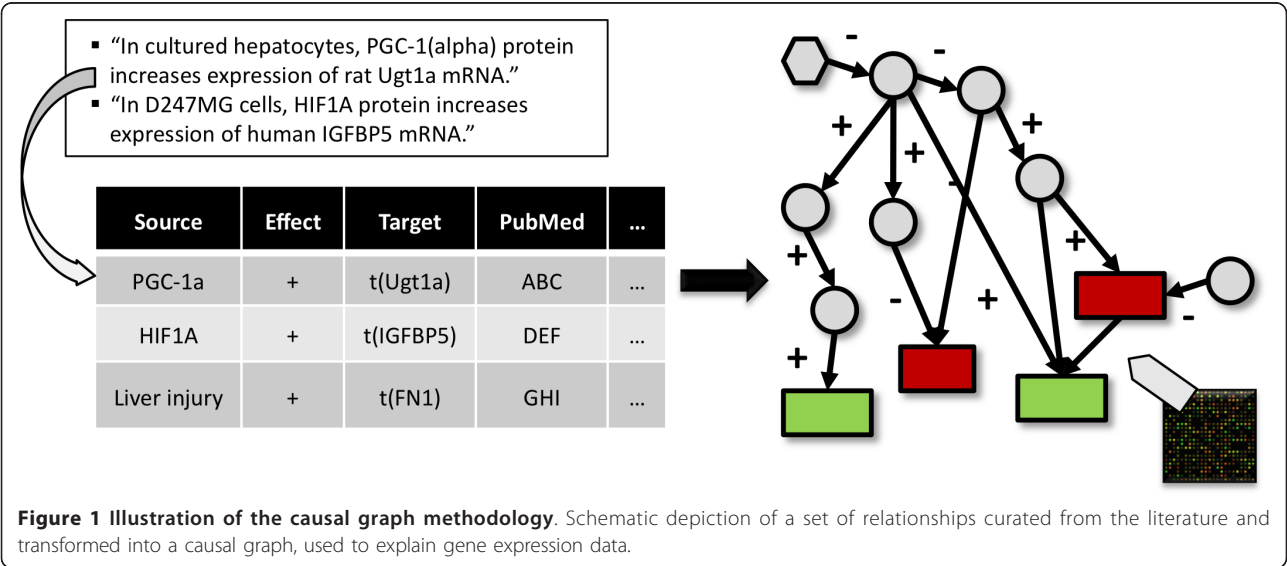 ▪ “In cultured hepatocytes, PGC-1(alpha) protein
increases expression of rat Ugt1a mRNA.”
▪ “In D247MG cells, HIF1A protein increases
expression of human IGFBP5 mRNA.”
Source Effect Target PubMed ...
PGC-1a + t(Ugt1a) ABC ...
HIF1A + t(IGFBP5) DEF ...
Liver injury + t(FN1) GHI ...
- -
+ + +
-
+ +
- + -
+
Figure 1 Illustration of the causal graph methodology. Schematic depiction of a set of relationships curated from the literature and
transformed into a causal graph, used to explain gene expression data.